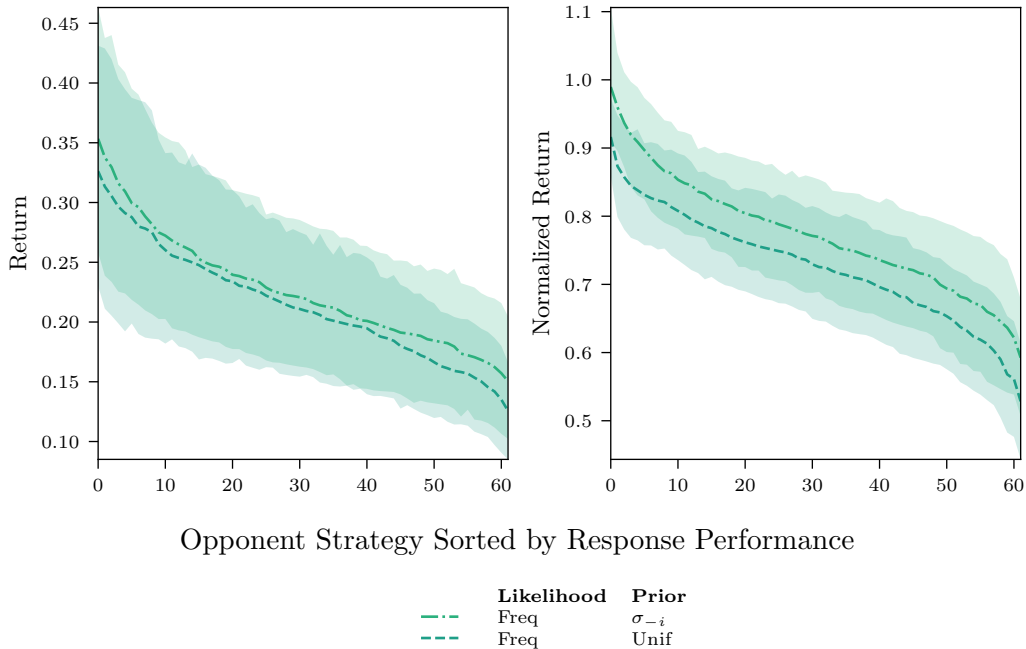 Return
0.45
0.40
0.35
0.30
0.25
0.20
0.15
0.10
0 10 20 30 40 50 60
Normalized Return
1.1
1.0
0.9
0.8
0.7
0.6
0.5
0 10 20 30 40 50 60
Opponent Strategy Sorted by Response Performance
Likelihood Prior
Freq σ₋ᵢ
Freq Unif